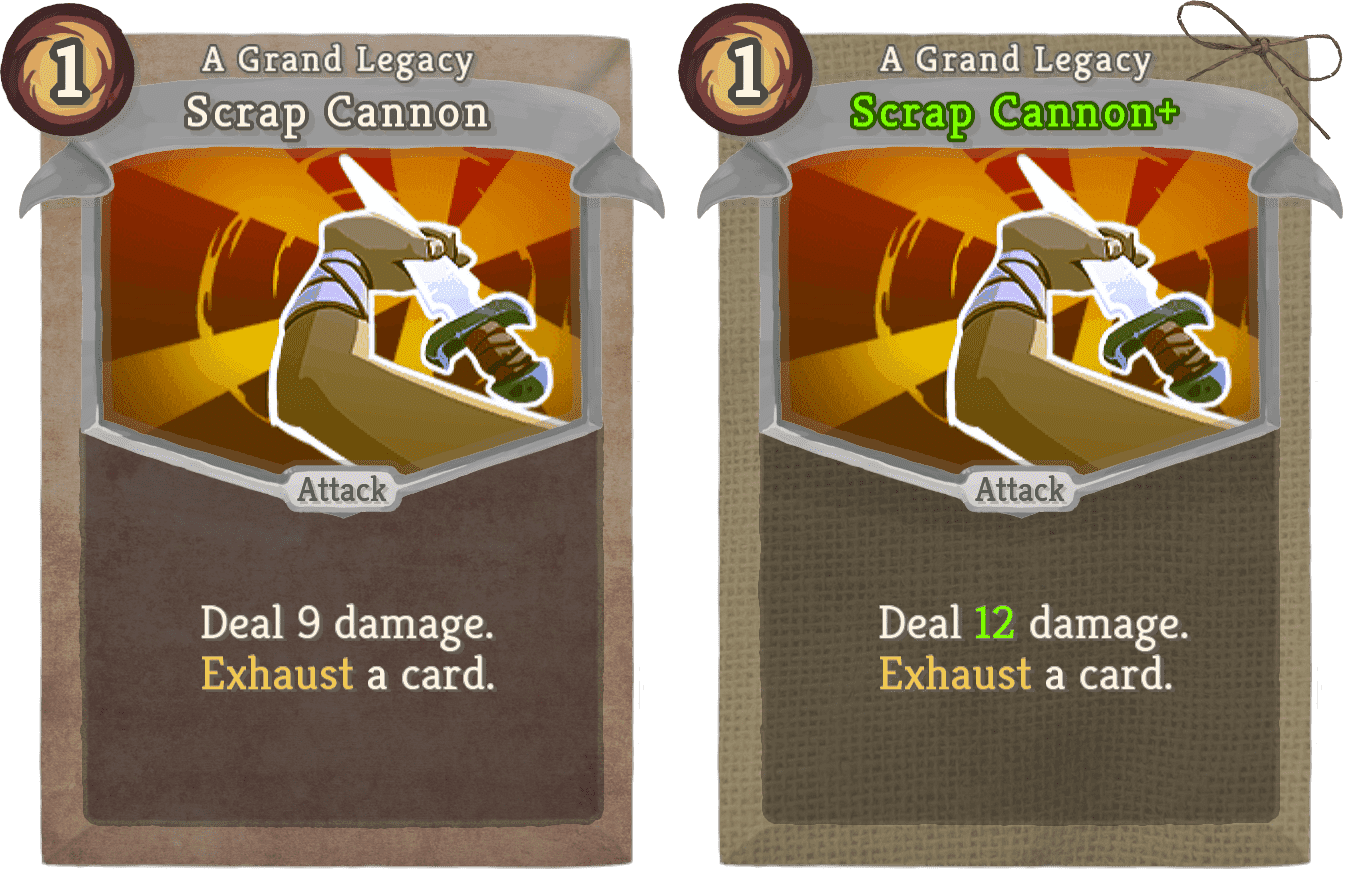 1
A Grand Legacy
Scrap Cannon
Attack
Deal 9 damage.
Exhaust a card.
1
A Grand Legacy
Scrap Cannon+
Attack
Deal 12 damage.
Exhaust a card.